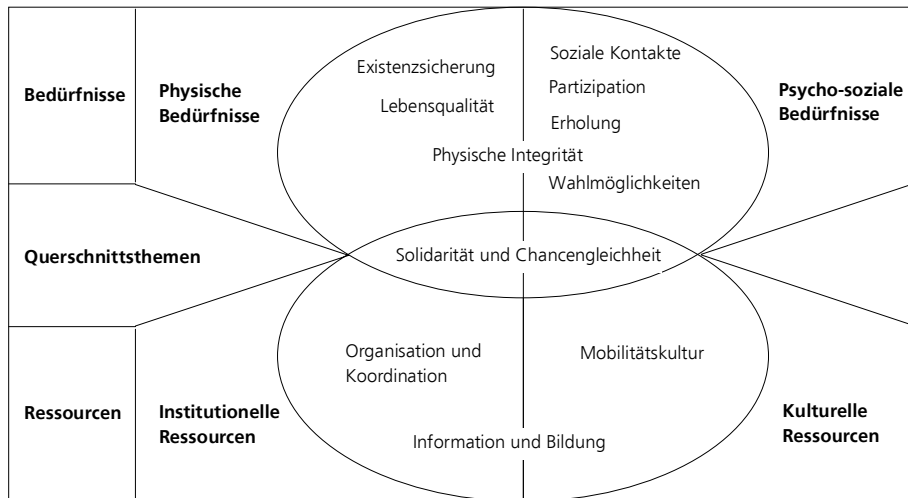 Bedürfnisse
Physische
Bedürfnisse
Existenzsicherung
Lebensqualität
Soziale Kontakte
Partizipation
Erholung
Physische Integrität
Wahlmöglichkeiten
Psycho-soziale
Bedürfnisse
Querschnittsthemen
Solidarität und Chancengleichheit
Ressourcen
Institutionelle
Ressourcen
Organisation und
Koordination
Mobilitätskultur
Information und Bildung
Kulturelle
Ressourcen